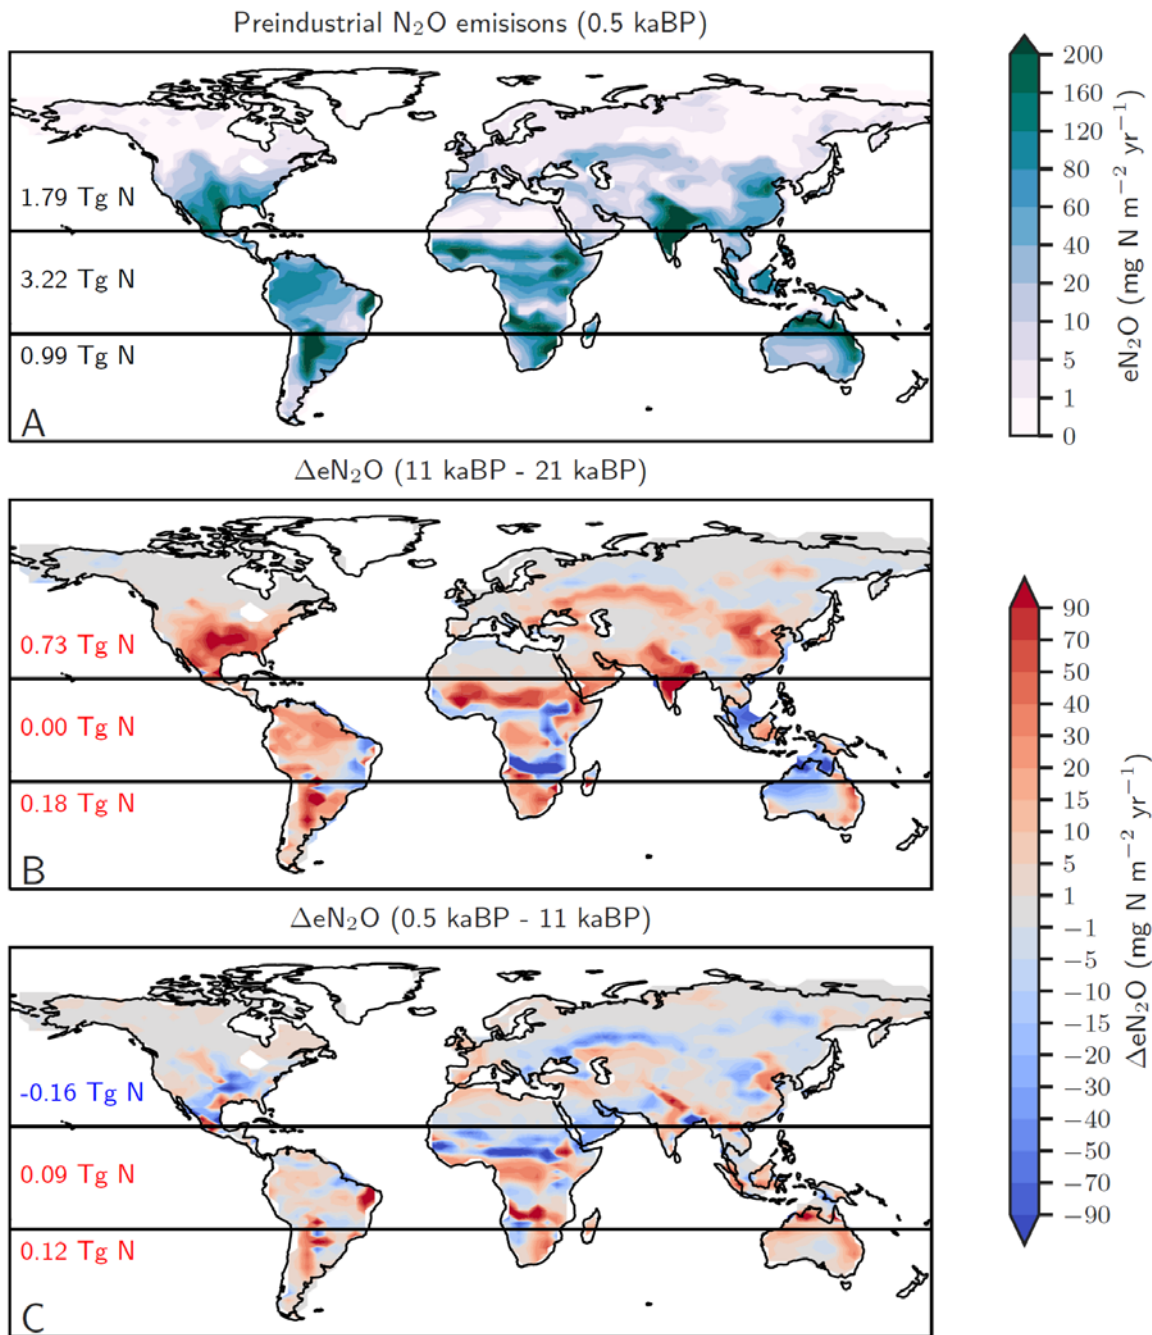 Preindustrial N₂O emisisons (0.5 kaBP)
1.79 Tg N
3.22 Tg N
0.99 Tg N
A
200
160
120
80
60
40
20
10
5
1
0
eN₂O (mg N m⁻² yr⁻¹)
ΔeN₂O (11 kaBP - 21 kaBP)
0.73 Tg N
0.00 Tg N
0.18 Tg N
B
ΔeN₂O (0.5 kaBP - 11 kaBP)
-0.16 Tg N
0.09 Tg N
0.12 Tg N
C
90
70
50
40
30
20
15
10
5
1
−1
−5
−10
−15
−20
−30
−40
−50
−70
−90
ΔeN₂O (mg N m⁻² yr⁻¹)